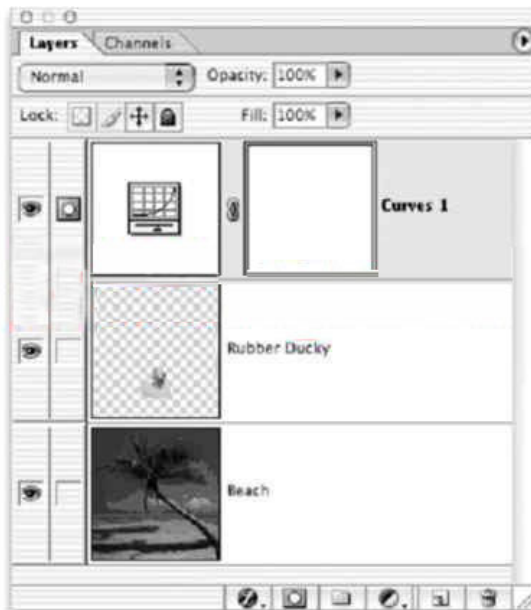 Layers Channels
Normal Opacity: 100%
Lock: Fill: 100%
Curves 1
Rubber Ducky
Beach